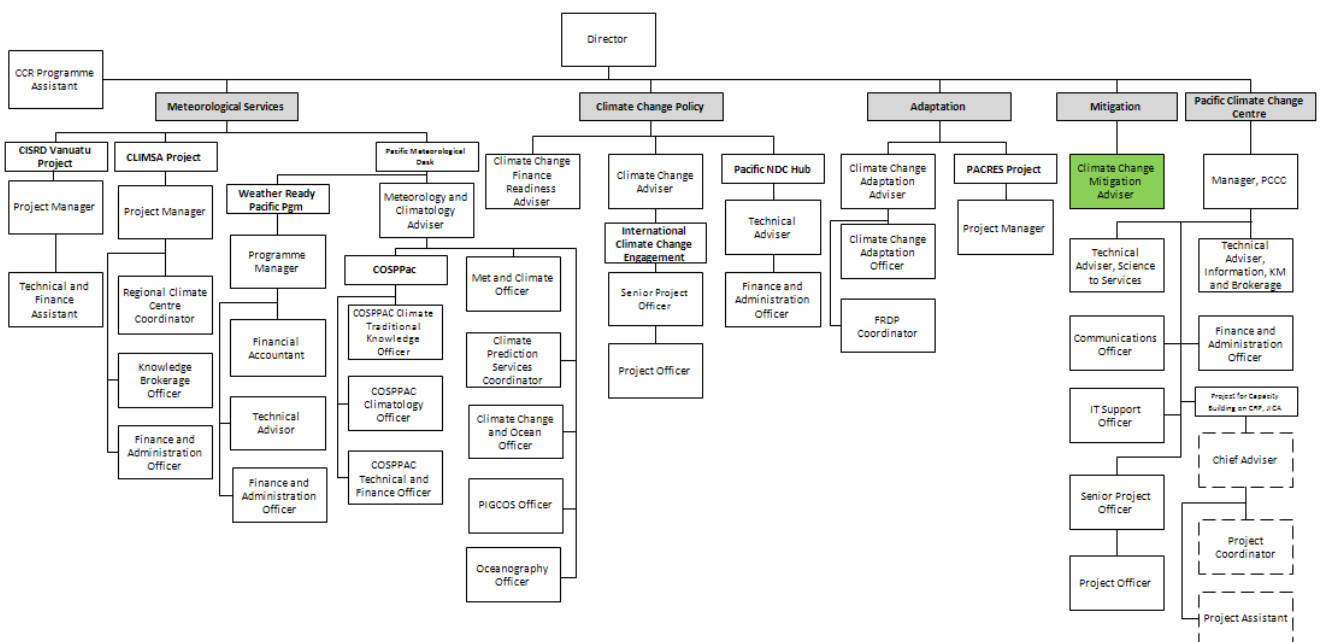 Director
CCR Programme
Assistant
Meteorological Services
Climate Change Policy
Adaptation
Mitigation
Pacific Climate Change
Centre
CISRD Vanuatu
Project
Project Manager
Technical and
Finance
Assistant
CLIMSA Project
Project Manager
Regional Climate
Centre
Coordinator
Knowledge
Brokerage
Officer
Finance and
Administration
Officer
Pacific Meteorological
Desk
Weather Ready
Pacific Pgm
Programme
Manager
Financial
Accountant
Technical
Advisor
Finance and
Administration
Officer
Meteorology and
Climatology
Adviser
COSPPac
COSPPAC Climate
Traditional
Knowledge
Officer
COSPPAC
Climatology
Officer
COSPPAC
Technical and
Finance Officer
Met and Climate
Officer
Climate
Prediction
Services
Coordinator
Climate Change
and Ocean
Officer
PIGCOS Officer
Oceanography
Officer
Climate Change
Finance
Readiness
Adviser
Climate Change
Adviser
International
Climate Change
Engagement
Senior Project
Officer
Project Officer
Pacific NDC Hub
Technical
Adviser
Finance and
Administration
Officer
Climate Change
Adaptation
Adviser
Climate Change
Adaptation
Officer
FRDP
Coordinator
PACRES Project
Project Manager
Climate Change
Mitigation
Adviser
Manager, PCCC
Technical
Adviser, Science
to Services
Technical
Adviser,
Information, KM
and Brokerage
Communications
Officer
Finance and
Administration
Officer
IT Support
Officer
Project for Capacity
Building on CRP, JICA
Chief Adviser
Senior Project
Officer
Project
Coordinator
Project Officer
Project Assistant